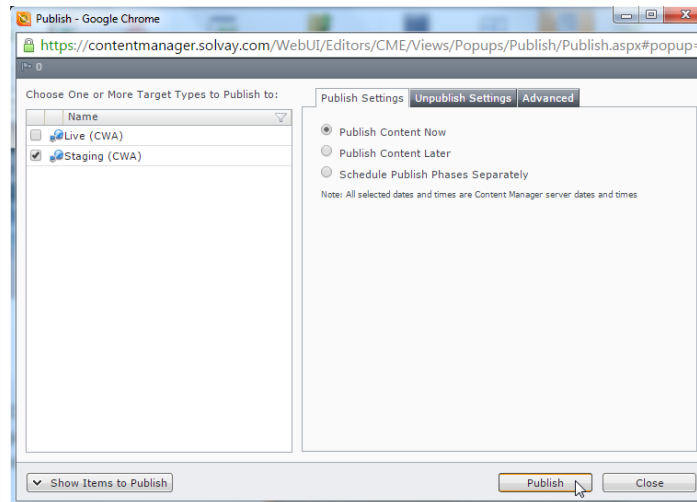 Publish - Google Chrome
https://contentmanager.solvay.com/WebUI/Editors/CME/Views/Popups/Publish/Publish.aspx#popup=
0
Choose One or More Target Types to Publish to:
Name
Live (CWA)
Staging (CWA)
Publish Settings Unpublish Settings Advanced
Publish Content Now
Publish Content Later
Schedule Publish Phases Separately
Note: All selected dates and times are Content Manager server dates and times
Show Items to Publish
Publish Close